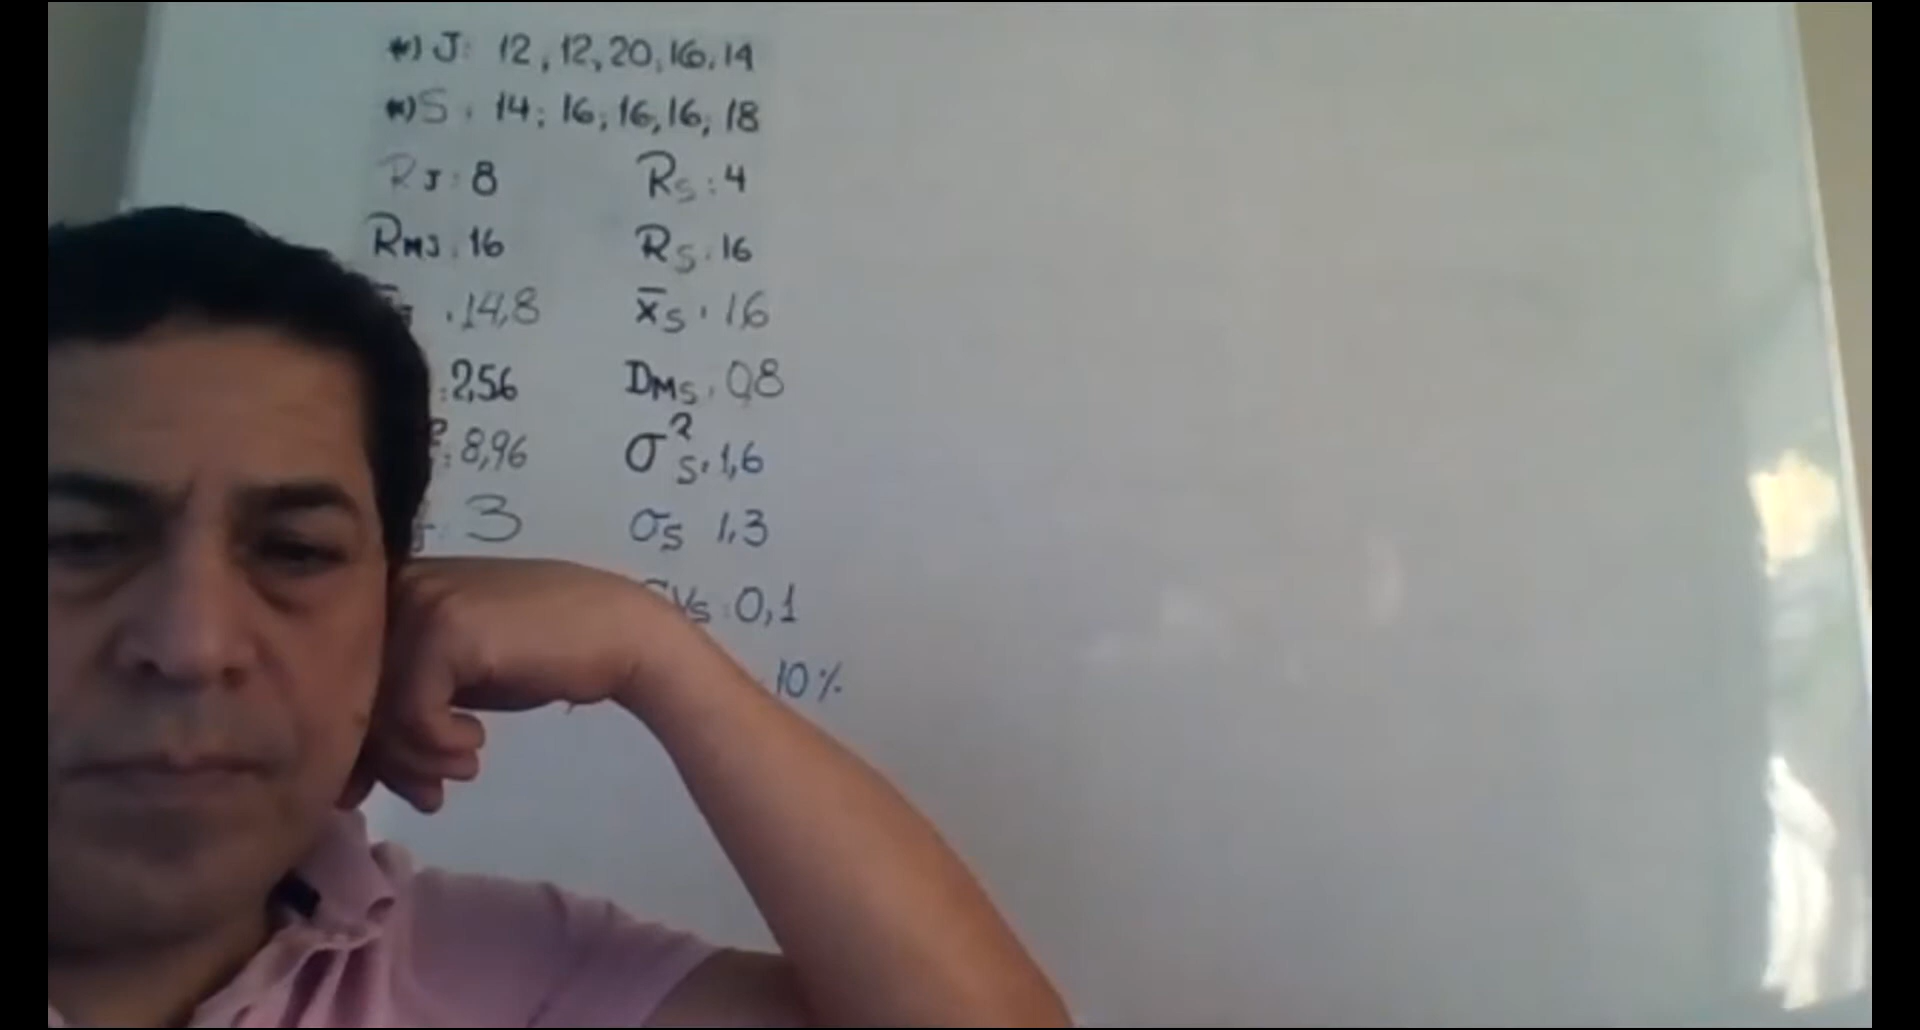 *) J: 12, 12, 20, 16, 14
*) S: 14; 16; 16, 16; 18
RJ: 8 RS: 4
RMJ: 16 RS: 16
: 14,8 x̄S: 16
: 2,56 DMS: 0,8
²: 8,96 σ²S: 1,6
: 3 σS 1,3
CVS: 0,1
10%